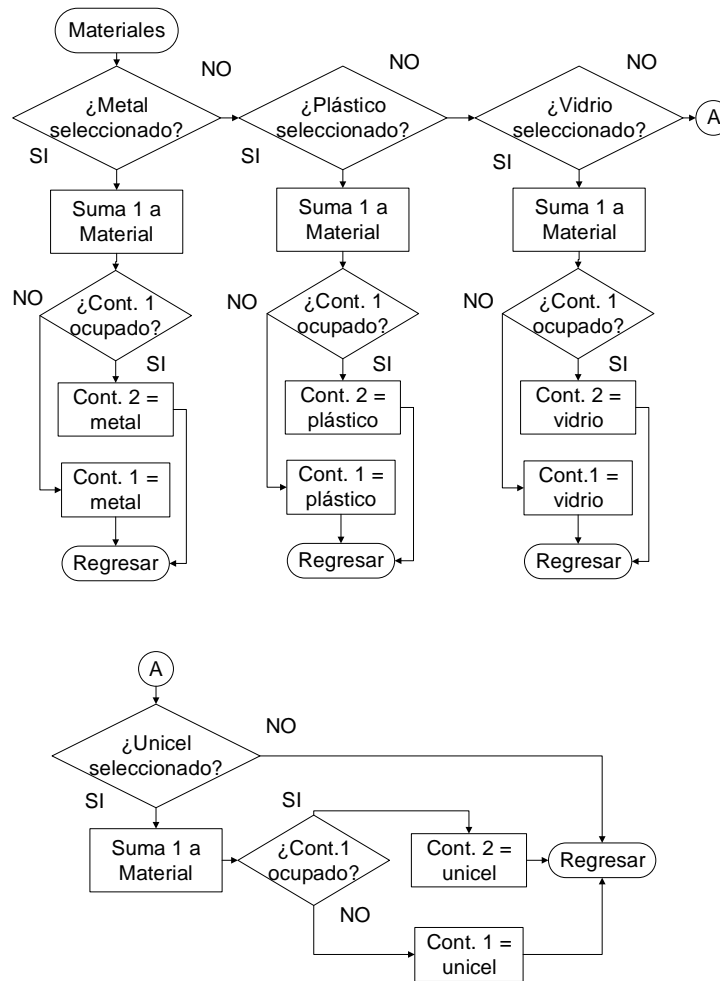 Materiales
NO
NO
NO
¿Metal
seleccionado?
¿Plástico
seleccionado?
¿Vidrio
seleccionado?
A
SI
SI
SI
Suma 1 a
Material
Suma 1 a
Material
Suma 1 a
Material
NO
¿Cont. 1
ocupado?
NO
¿Cont. 1
ocupado?
NO
¿Cont. 1
ocupado?
SI
SI
SI
Cont. 2 =
metal
Cont. 2 =
plástico
Cont. 2 =
vidrio
Cont. 1 =
metal
Cont. 1 =
plástico
Cont.1 =
vidrio
Regresar
Regresar
Regresar
A
NO
¿Unicel
seleccionado?
SI
SI
Suma 1 a
Material
¿Cont.1
ocupado?
Cont. 2 =
unicel
Regresar
NO
Cont. 1 =
unicel